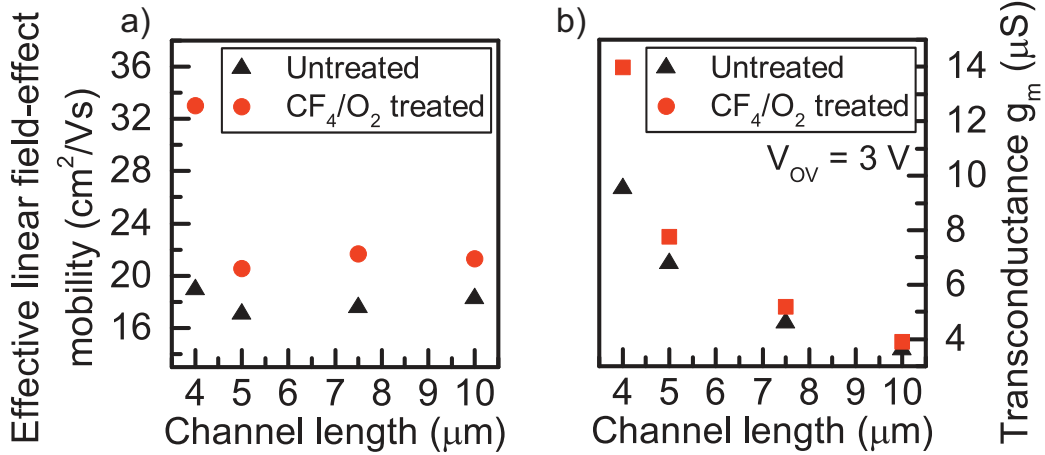 a)
Effective linear field-effect
mobility (cm²/Vs)
36
32
28
24
20
16
Untreated
CF₄/O₂ treated
4 5 6 7 8 9 10
Channel length (μm)
b)
Untreated
CF₄/O₂ treated
V_OV = 3 V
14
12
10
8
6
4
Transconductance g_m (μS)
4 5 6 7 8 9 10
Channel length (μm)